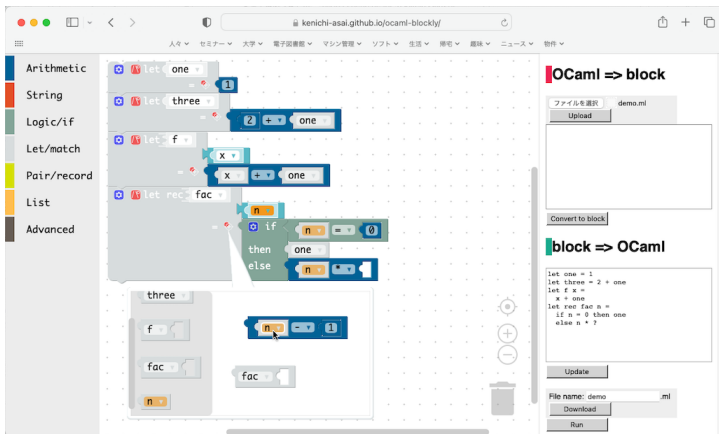 kenichi-asai.github.io/ocaml-blockly/
人々 セミナー 大学 電子図書館 マシン管理 ソフト 生活 帰宅 趣味 ニュース 物件
Arithmetic
String
Logic/if
Let/match
Pair/record
List
Advanced
let one
= 1
let three
= 2 + one
let f
x
= x + one
let rec fac
n
= if n = 0
then one
else n *
three
f
fac
n
n - 1
fac
OCaml => block
ファイルを選択 demo.ml
Upload
Convert to block
block => OCaml
let one = 1
let three = 2 + one
let f x =
x + one
let rec fac n =
if n = 0 then one
else n * ?
Update
File name: demo .ml
Download
Run